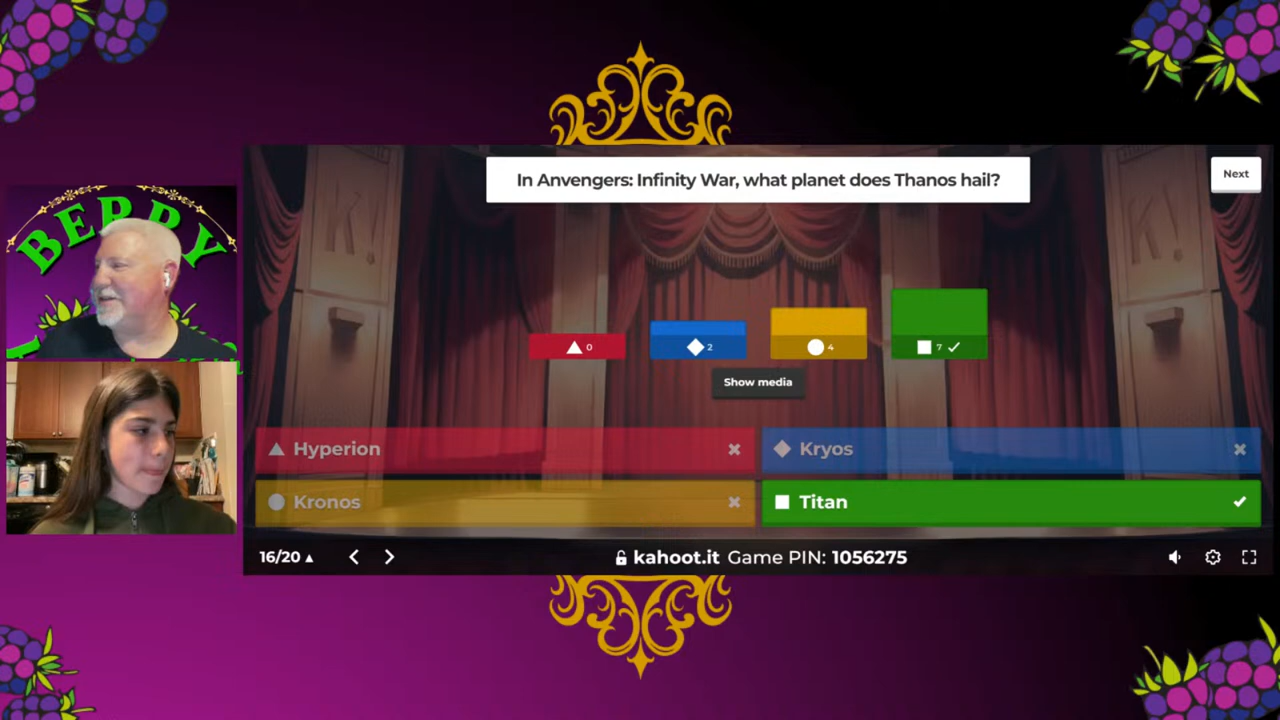 In Anvengers: Infinity War, what planet does Thanos hail?
Next
BERRY
0
2
4
7
Show media
Hyperion
Kryos
Kronos
Titan
16/20
kahoot.it Game PIN: 1056275